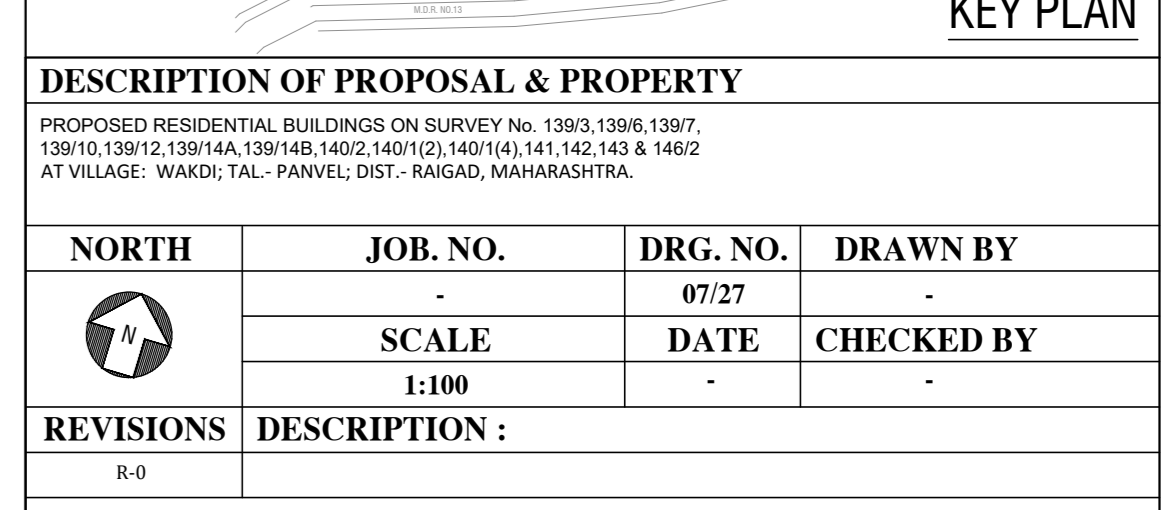 M.D.R. NO.13
KEY PLAN
DESCRIPTION OF PROPOSAL & PROPERTY
PROPOSED RESIDENTIAL BUILDINGS ON SURVEY No. 139/3,139/6,139/7,
139/10,139/12,139/14A,139/14B,140/2,140/1(2),140/1(4),141,142,143 & 146/2
AT VILLAGE: WAKDI; TAL.- PANVEL; DIST.- RAIGAD, MAHARASHTRA.
NORTH JOB. NO. DRG. NO. DRAWN BY
- 07/27 -
N SCALE DATE CHECKED BY
1:100 - -
REVISIONS DESCRIPTION :
R-0